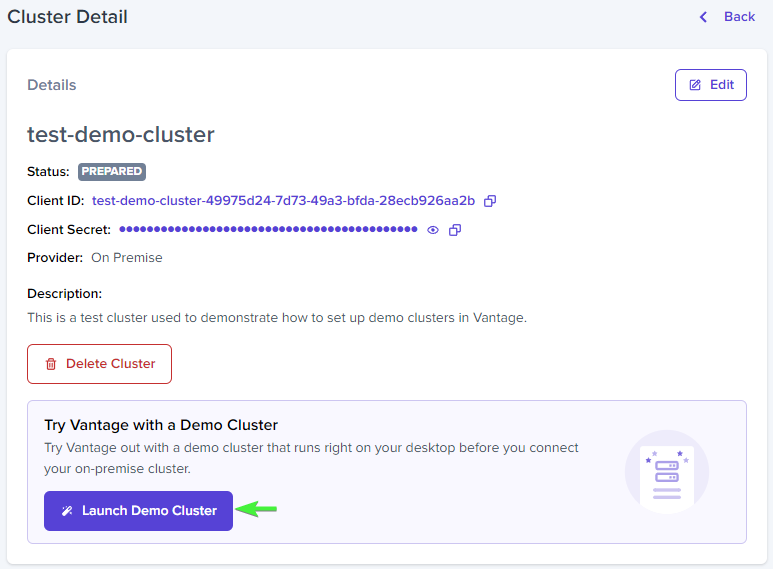 Cluster Detail
Back
Details
Edit
test-demo-cluster
Status: PREPARED
Client ID: test-demo-cluster-49975d24-7d73-49a3-bfda-28ecb926aa2b
Client Secret: •••••••••••••••••••••••••••••••••••••••••••
Provider: On Premise
Description:
This is a test cluster used to demonstrate how to set up demo clusters in Vantage.
Delete Cluster
Try Vantage with a Demo Cluster
Try Vantage out with a demo cluster that runs right on your desktop before you connect
your on-premise cluster.
Launch Demo Cluster